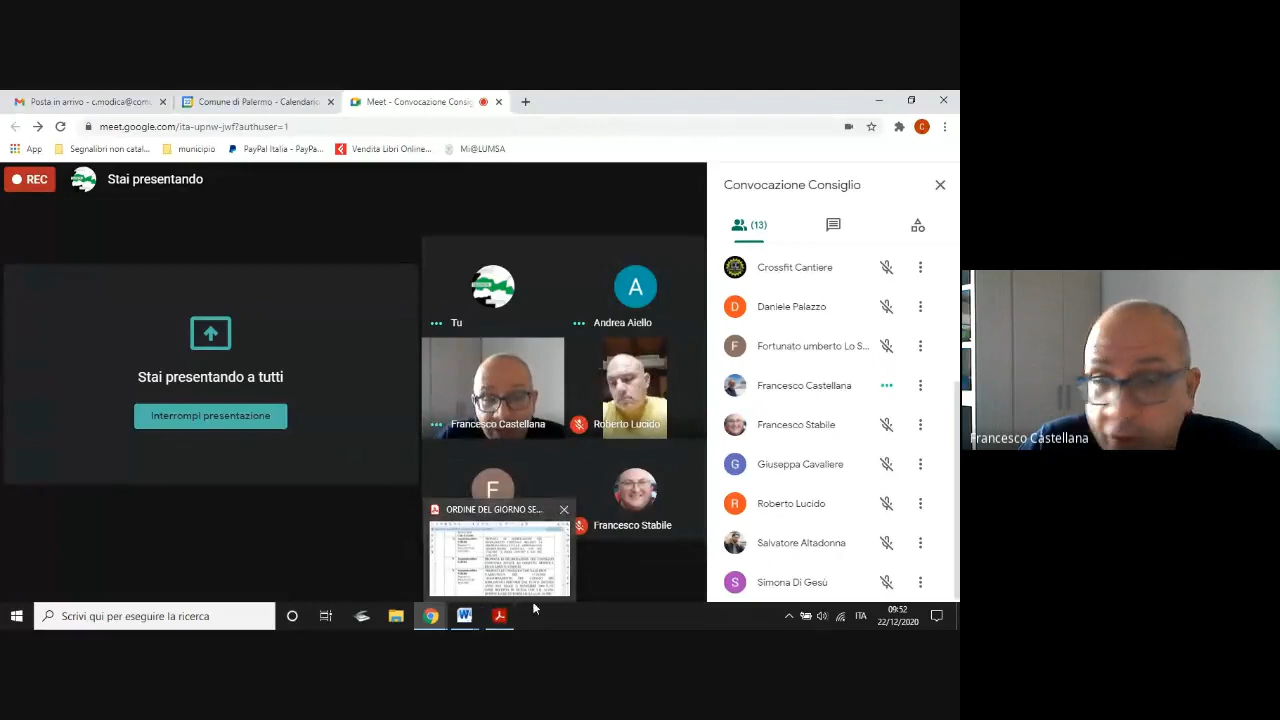 Posta in arrivo - c.modica@comu
Comune di Palermo - Calendario
Meet - Convocazione Consig
meet.google.com/ita-upnw-jwf?authuser=1
App
Segnalibri non catal...
municipio
PayPal Italia - PayPa...
Vendita Libri Online...
Mi@LUMSA
REC
Stai presentando
Convocazione Consiglio
(13)
Crossfit Cantiere
Daniele Palazzo
Fortunato umberto Lo S...
Francesco Castellana
Francesco Stabile
Giuseppa Cavaliere
Roberto Lucido
Salvatore Altadonna
Simona Di Gesù
Stai presentando a tutti
Interrompi presentazione
Tu
A
Andrea Aiello
Francesco Castellana
Roberto Lucido
F
Francesco Stabile
ORDINE DEL GIORNO SE...
D
F
G
R
S
C
Francesco Castellana
Scrivi qui per eseguire la ricerca
ITA
09:52
22/12/2020